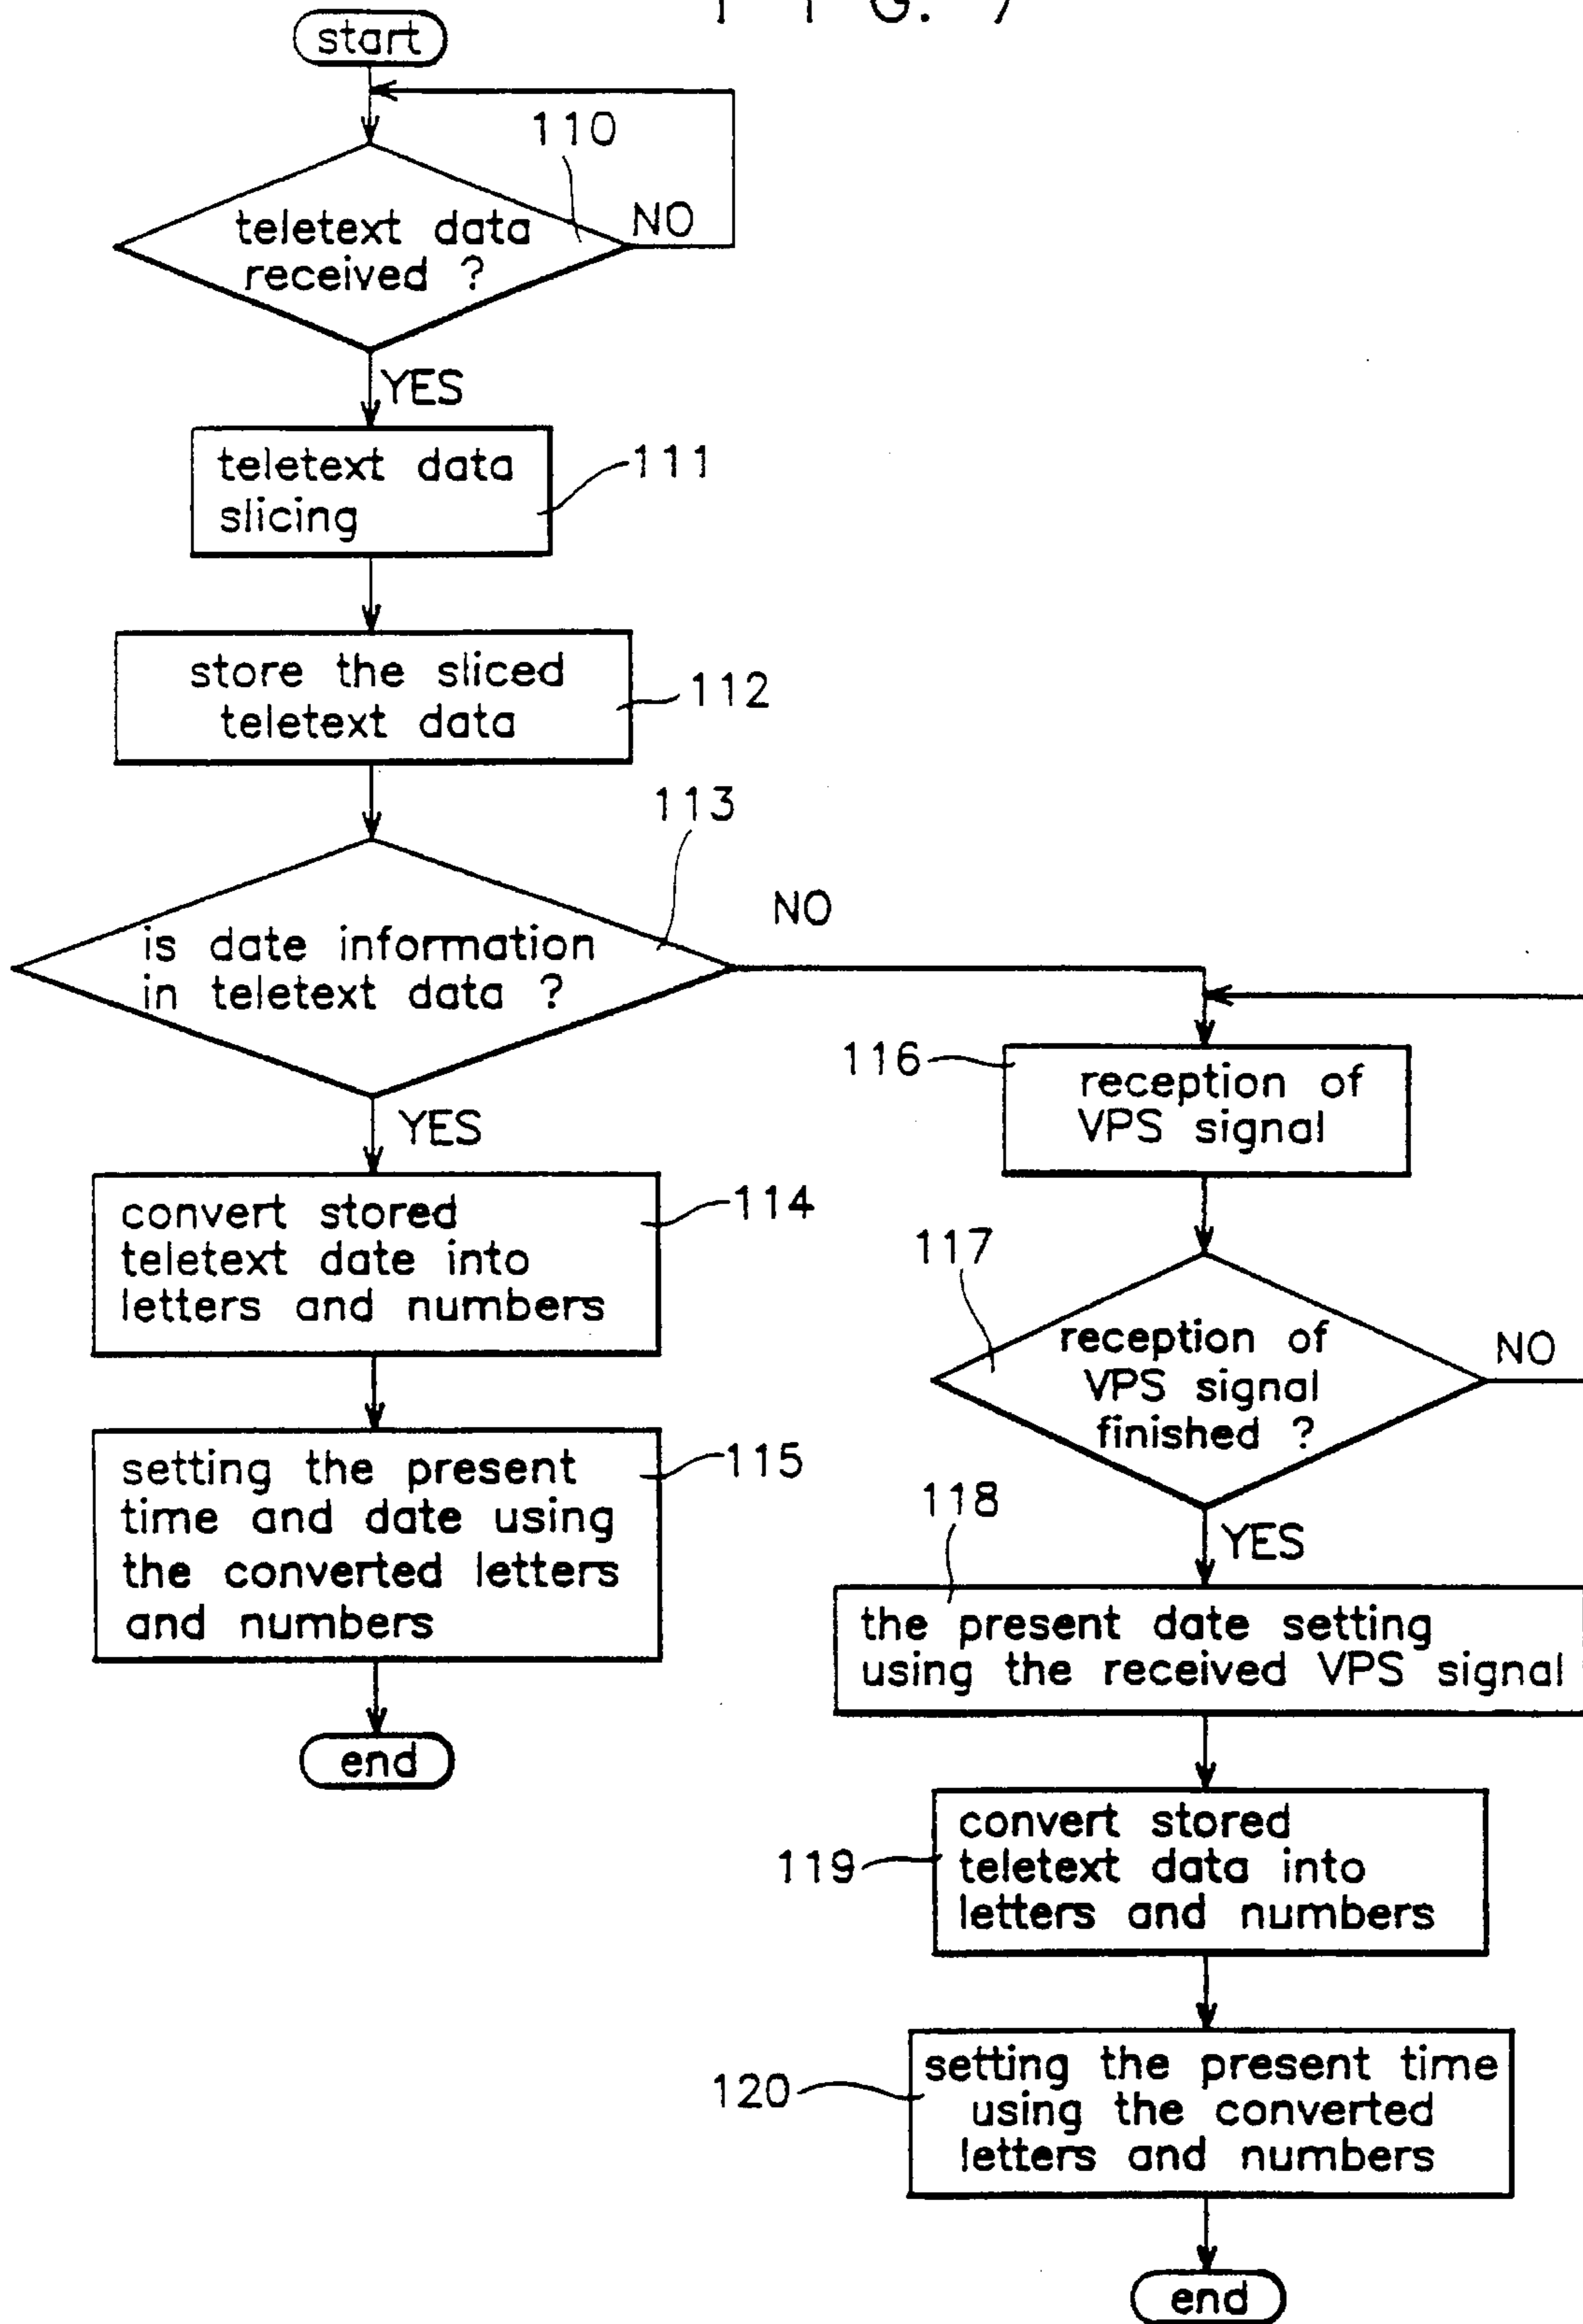 F I G. 7
start
110
teletext data
received ?
NO
YES
teletext data
slicing
111
store the sliced
teletext data
112
113
is date information
in teletext data ?
NO
YES
convert stored
teletext date into
letters and numbers
114
setting the present
time and date using
the converted letters
and numbers
115
end
116
reception of
VPS signal
117
reception of
VPS signal
finished ?
NO
YES
118
the present date setting
using the received VPS signal
119
convert stored
teletext data into
letters and numbers
120
setting the present time
using the converted
letters and numbers
end